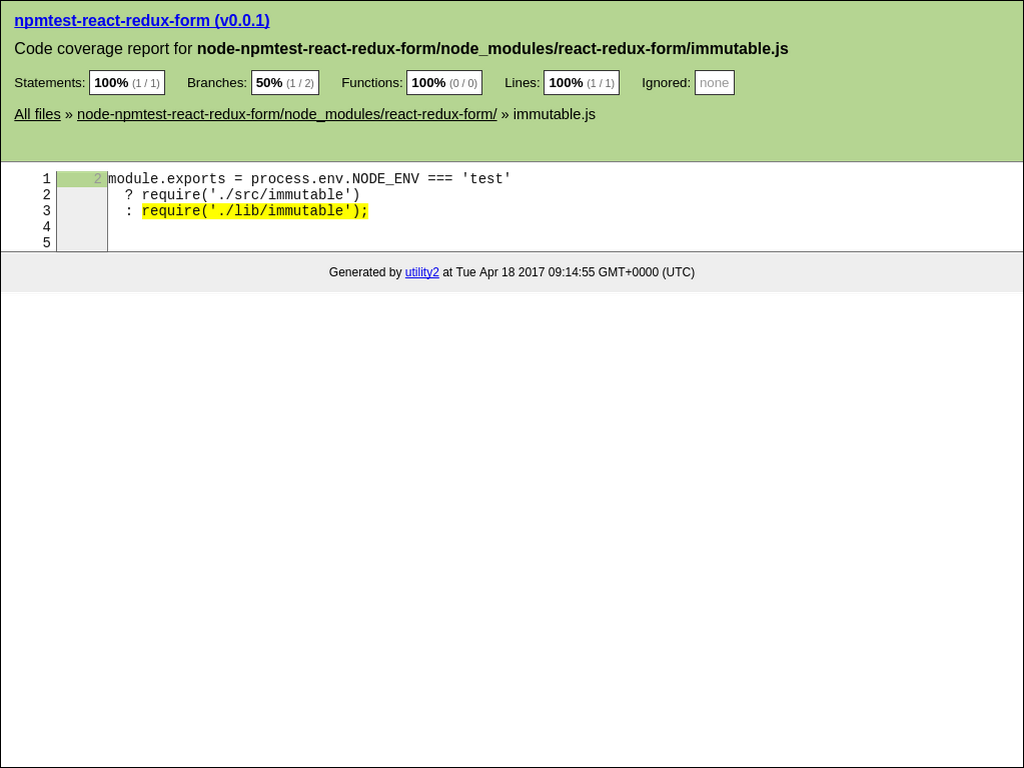 npmtest-react-redux-form (v0.0.1)
Code coverage report for node-npmtest-react-redux-form/node_modules/react-redux-form/immutable.js
Statements: 100% (1 / 1) Branches: 50% (1 / 2) Functions: 100% (0 / 0) Lines: 100% (1 / 1) Ignored: none
All files » node-npmtest-react-redux-form/node_modules/react-redux-form/ » immutable.js
1 2 module.exports = process.env.NODE_ENV === 'test'
2 ? require('./src/immutable')
3 : require('./lib/immutable');
4
5
Generated by utility2 at Tue Apr 18 2017 09:14:55 GMT+0000 (UTC)